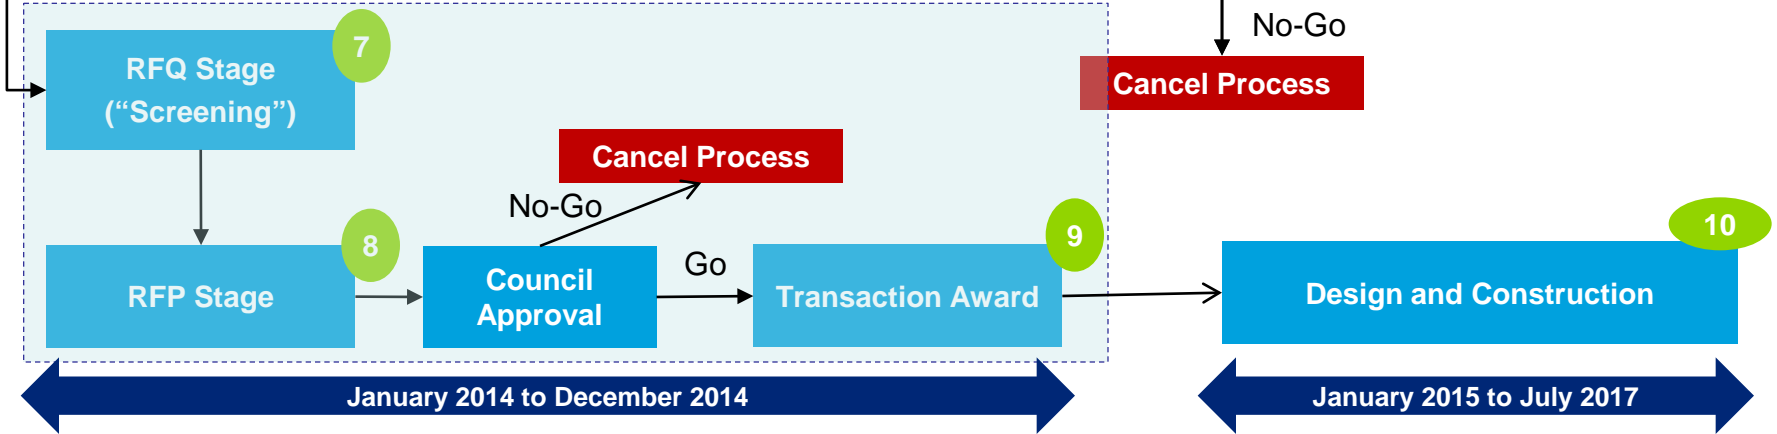 No-Go
7
RFQ Stage
(“Screening”)
Cancel Process
Cancel Process
No-Go
8
9
10
RFP Stage
Council
Approval
Go
Transaction Award
Design and Construction
January 2014 to December 2014
January 2015 to July 2017